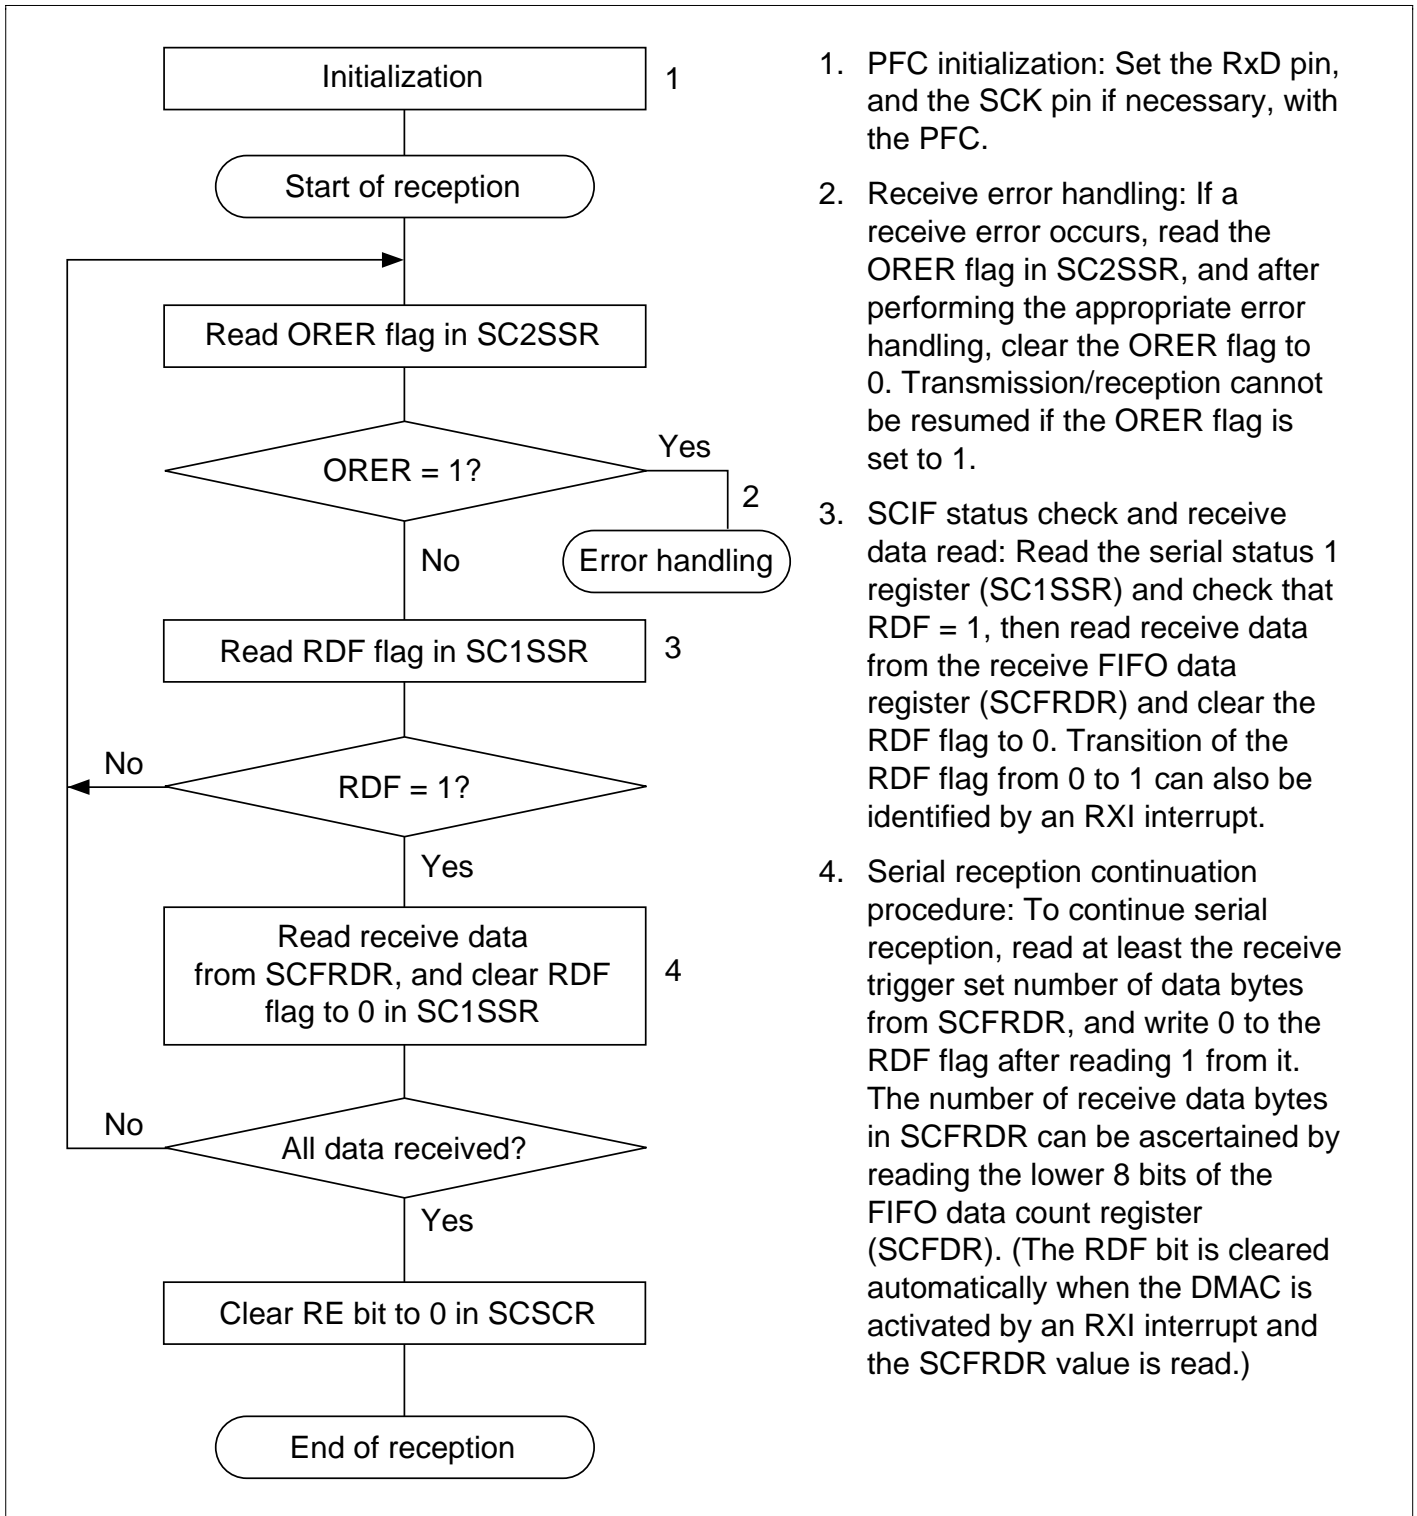 Initialization
1
Start of reception
Read ORER flag in SC2SSR
ORER = 1?
Yes
2
Error handling
No
Read RDF flag in SC1SSR
3
RDF = 1?
No
Yes
Read receive data
from SCFRDR, and clear RDF
flag to 0 in SC1SSR
4
All data received?
No
Yes
Clear RE bit to 0 in SCSCR
End of reception
1. PFC initialization: Set the RxD pin,
and the SCK pin if necessary, with
the PFC.
2. Receive error handling: If a
receive error occurs, read the
ORER flag in SC2SSR, and after
performing the appropriate error
handling, clear the ORER flag to
0. Transmission/reception cannot
be resumed if the ORER flag is
set to 1.
3. SCIF status check and receive
data read: Read the serial status 1
register (SC1SSR) and check that
RDF = 1, then read receive data
from the receive FIFO data
register (SCFRDR) and clear the
RDF flag to 0. Transition of the
RDF flag from 0 to 1 can also be
identified by an RXI interrupt.
4. Serial reception continuation
procedure: To continue serial
reception, read at least the receive
trigger set number of data bytes
from SCFRDR, and write 0 to the
RDF flag after reading 1 from it.
The number of receive data bytes
in SCFRDR can be ascertained by
reading the lower 8 bits of the
FIFO data count register
(SCFDR). (The RDF bit is cleared
automatically when the DMAC is
activated by an RXI interrupt and
the SCFRDR value is read.)